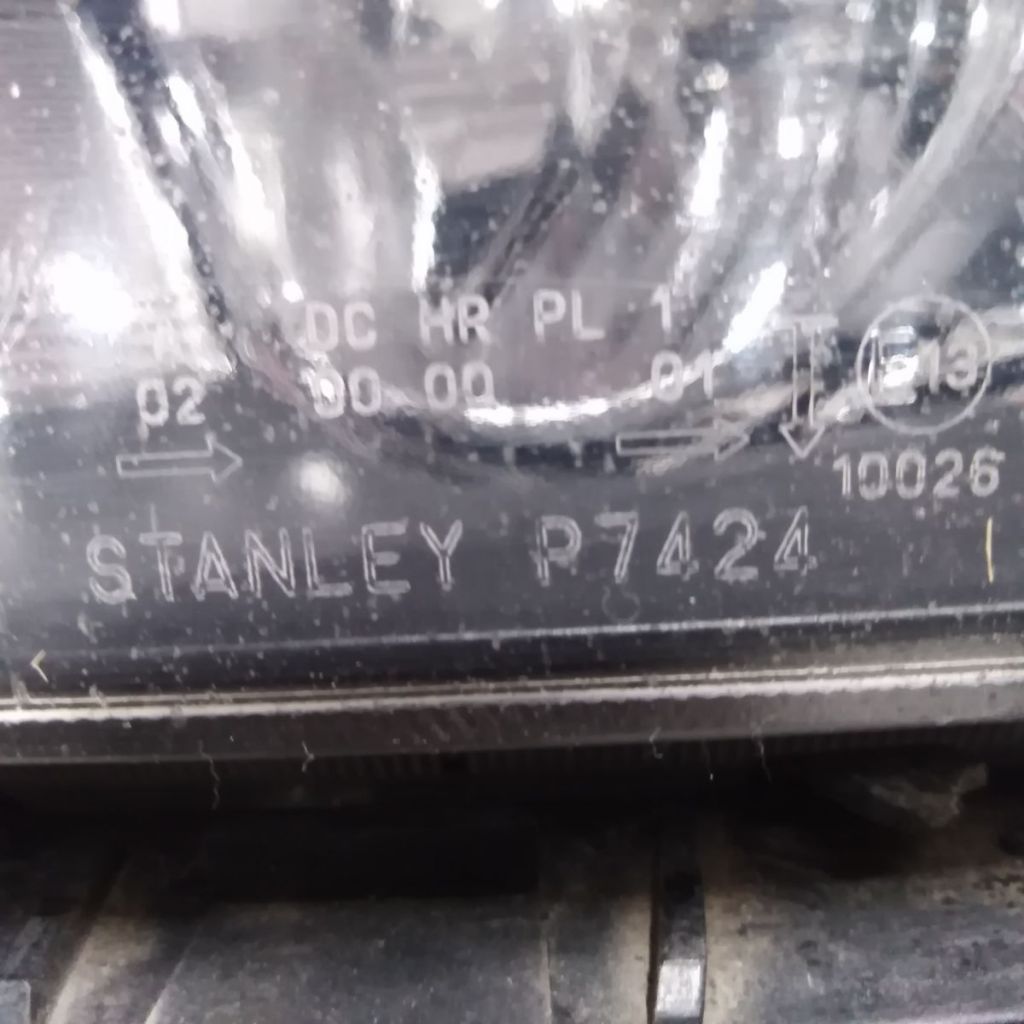 DC HR PL 1
02 00 00 01 E13
10026
STANLEY P7424